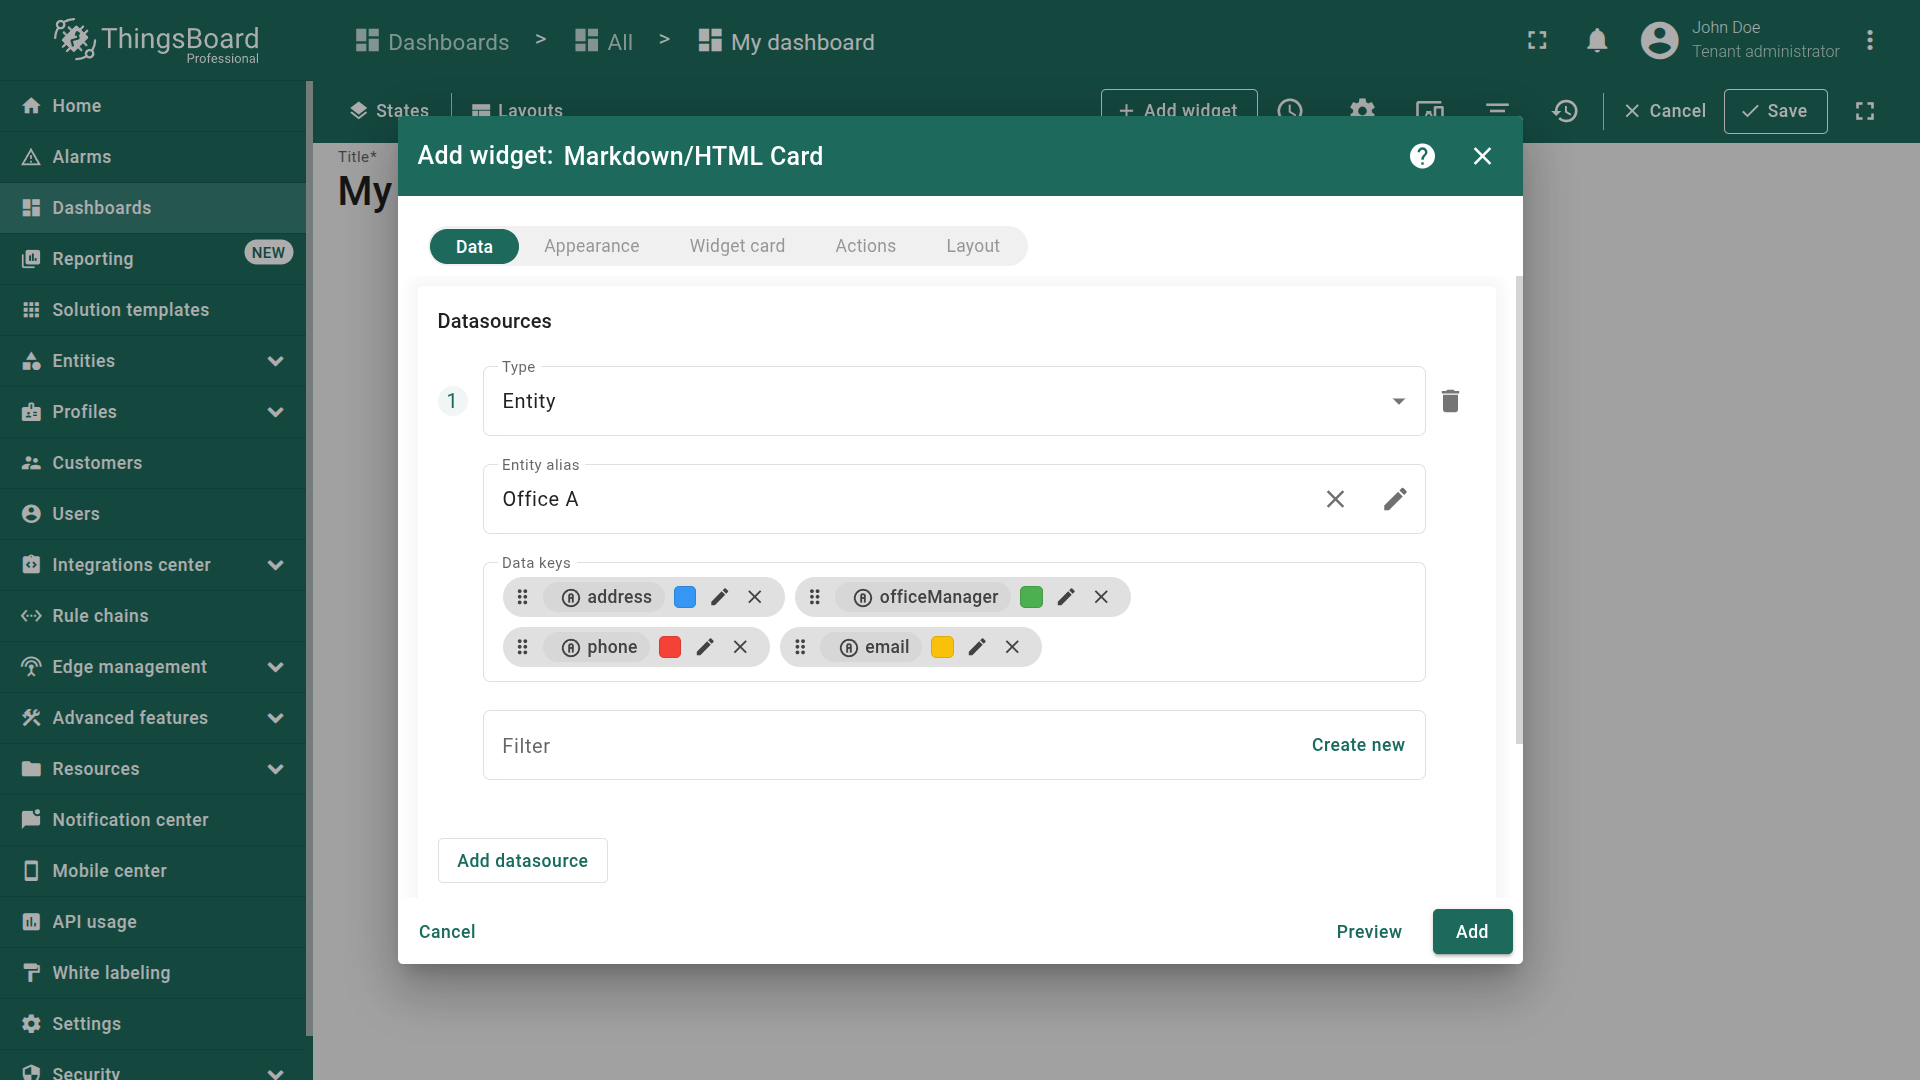 ThingsBoard
Professional
Dashboards > All > My dashboard
John Doe
Tenant administrator
States
Layouts
+ Add widget
Cancel
Save
Home
Alarms
Dashboards
Reporting
NEW
Solution templates
Entities
Profiles
Customers
Users
Integrations center
Rule chains
Edge management
Advanced features
Resources
Notification center
Mobile center
API usage
White labeling
Settings
Security
Title*
My
Add widget: Markdown/HTML Card
Data
Appearance
Widget card
Actions
Layout
Datasources
1
Type
Entity
Entity alias
Office A
Data keys
address
officeManager
phone
email
Filter
Create new
Add datasource
Cancel
Preview
Add